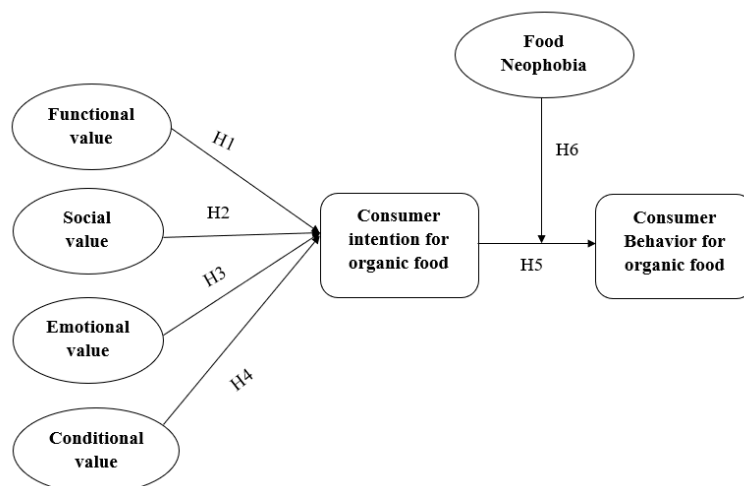 Food
Neophobia
Functional
value
H1
H6
Social
value
H2
Consumer
intention for
organic food
Consumer
Behavior for
organic food
H5
H3
Emotional
value
H4
Conditional
value